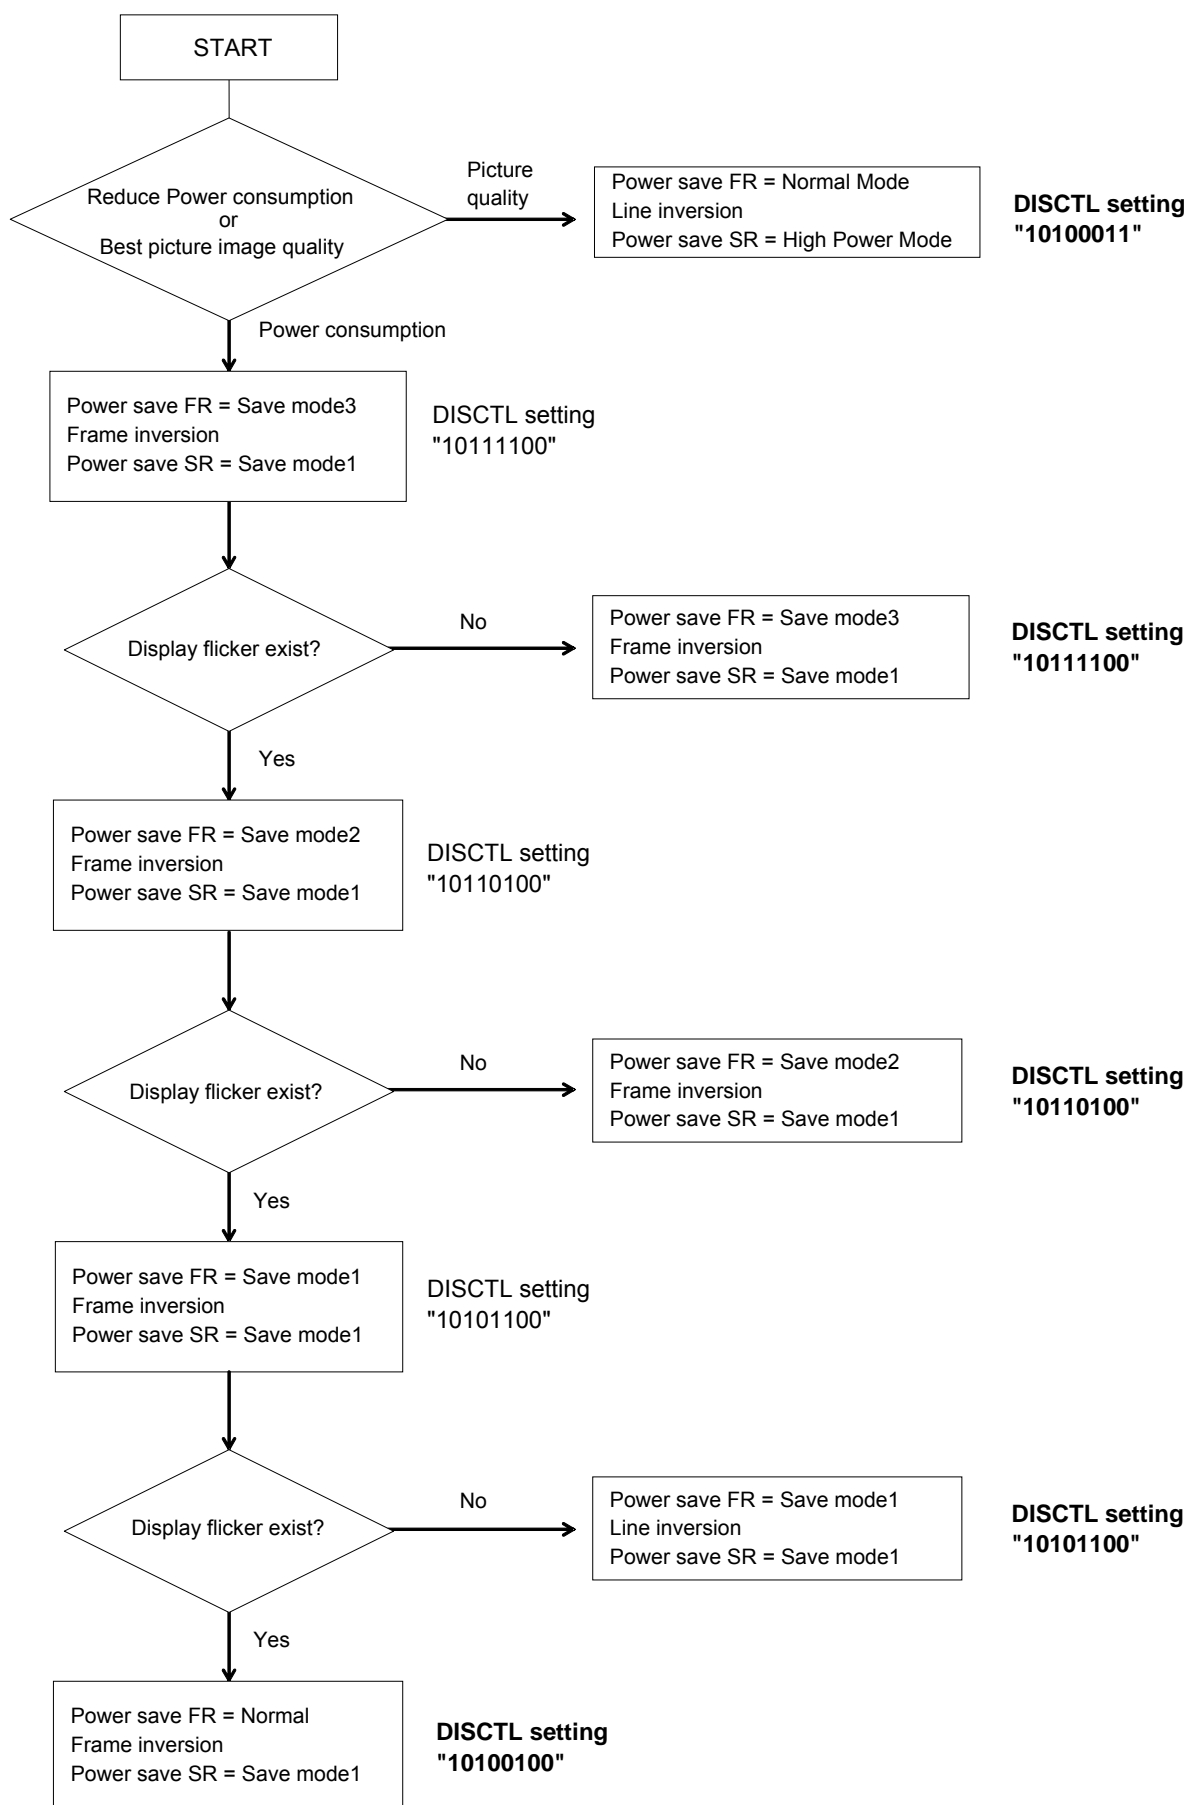 START
Reduce Power consumption
or
Best picture image quality
Picture
quality
Power save FR = Normal Mode
Line inversion
Power save SR = High Power Mode
DISCTL setting
"10100011"
Power consumption
Power save FR = Save mode3
Frame inversion
Power save SR = Save mode1
DISCTL setting
"10111100"
Display flicker exist?
No
Power save FR = Save mode3
Frame inversion
Power save SR = Save mode1
DISCTL setting
"10111100"
Yes
Power save FR = Save mode2
Frame inversion
Power save SR = Save mode1
DISCTL setting
"10110100"
Display flicker exist?
No
Power save FR = Save mode2
Frame inversion
Power save SR = Save mode1
DISCTL setting
"10110100"
Yes
Power save FR = Save mode1
Frame inversion
Power save SR = Save mode1
DISCTL setting
"10101100"
Display flicker exist?
No
Power save FR = Save mode1
Line inversion
Power save SR = Save mode1
DISCTL setting
"10101100"
Yes
Power save FR = Normal
Frame inversion
Power save SR = Save mode1
DISCTL setting
"10100100"